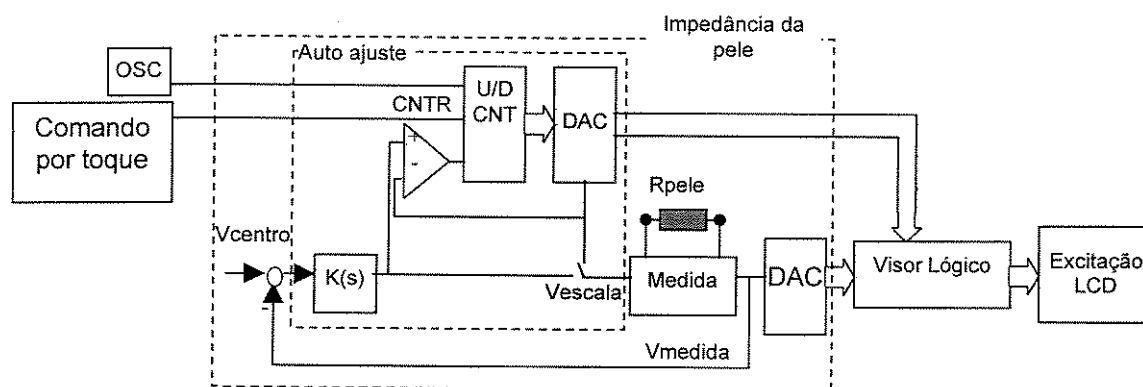 Impedância da
pele
Auto ajuste
OSC
U/D
CNT
CNTR
DAC
Comando
por toque
+
-
Rpele
Vcentro
K(s)
Vescala
Medida
DAC
Visor Lógico
Excitação
LCD
-
Vmedida